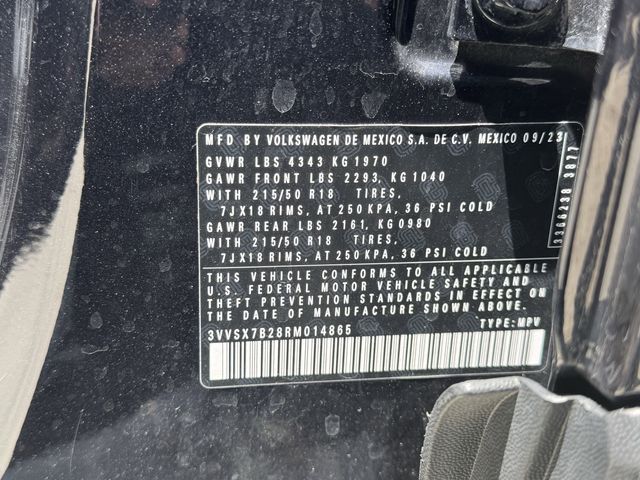 MFD BY VOLKSWAGEN DE MEXICO S.A. DE C.V. MEXICO 09/23
GVWR LBS 4343 KG 1970
GAWR FRONT LBS 2293, KG 1040
WITH 215/50 R18 TIRES,
7JX18 RIMS, AT 250 KPA, 36 PSI COLD
GAWR REAR LBS 2161, KG 0980
WITH 215/50 R18 TIRES,
7JX18 RIMS, AT 250 KPA, 36 PSI COLD
THIS VEHICLE CONFORMS TO ALL APPLICABLE
U.S. FEDERAL MOTOR VEHICLE SAFETY AND
THEFT PREVENTION STANDARDS IN EFFECT ON
THE DATE OF MANUFACTURE SHOWN ABOVE.
3VVSX7B28RM014865 TYPE: MPV
3366238 3877